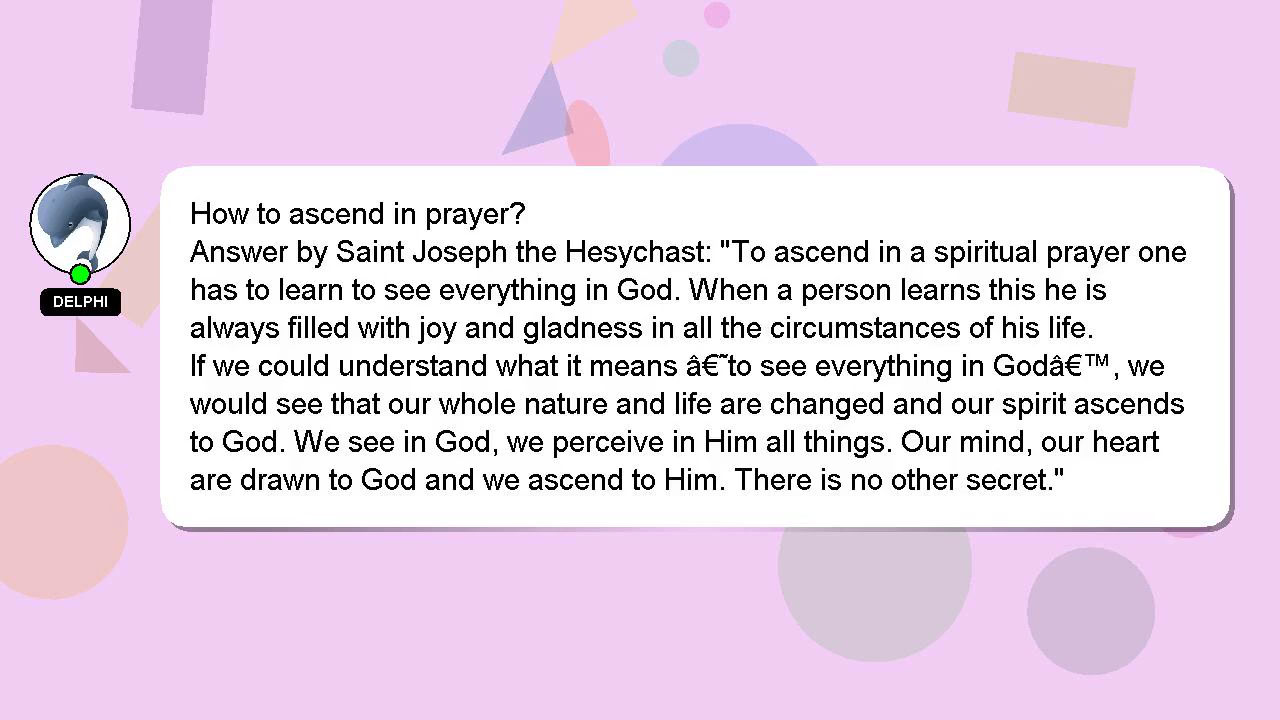 How to ascend in prayer?
Answer by Saint Joseph the Hesychast: "To ascend in a spiritual prayer one
has to learn to see everything in God. When a person learns this he is
always filled with joy and gladness in all the circumstances of his life.
If we could understand what it means â€˜to see everything in Godâ€™, we
would see that our whole nature and life are changed and our spirit ascends
to God. We see in God, we perceive in Him all things. Our mind, our heart
are drawn to God and we ascend to Him. There is no other secret."
DELPHI